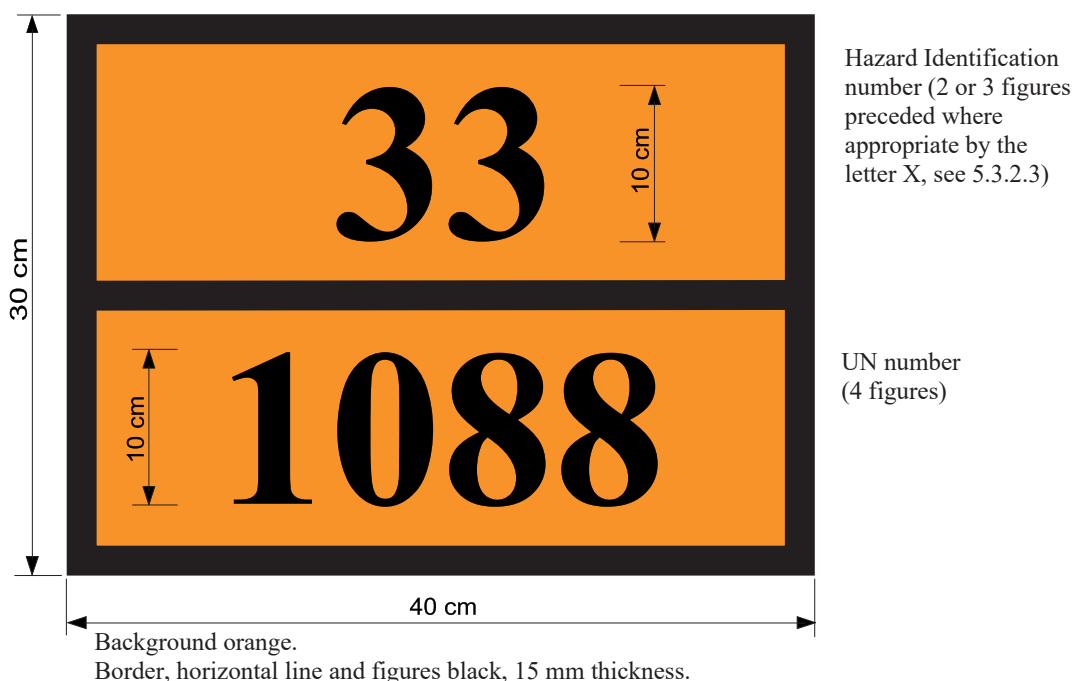 33
10 cm
Hazard Identification
number (2 or 3 figures
preceded where
appropriate by the
letter X, see 5.3.2.3)
30 cm
10 cm
1088
UN number
(4 figures)
40 cm
Background orange.
Border, horizontal line and figures black, 15 mm thickness.